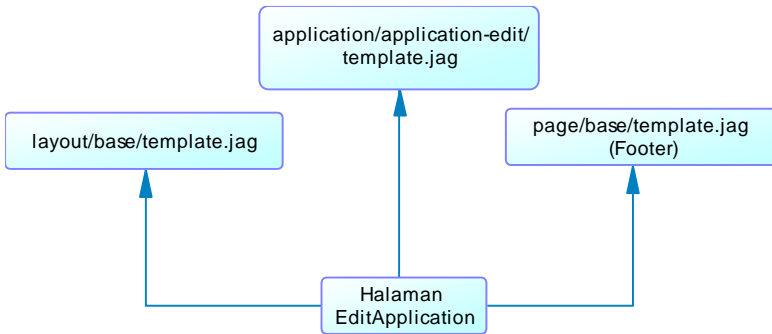 application/application-edit/
template.jag
layout/base/template.jag
page/base/template.jag
(Footer)
Halaman
EditApplication